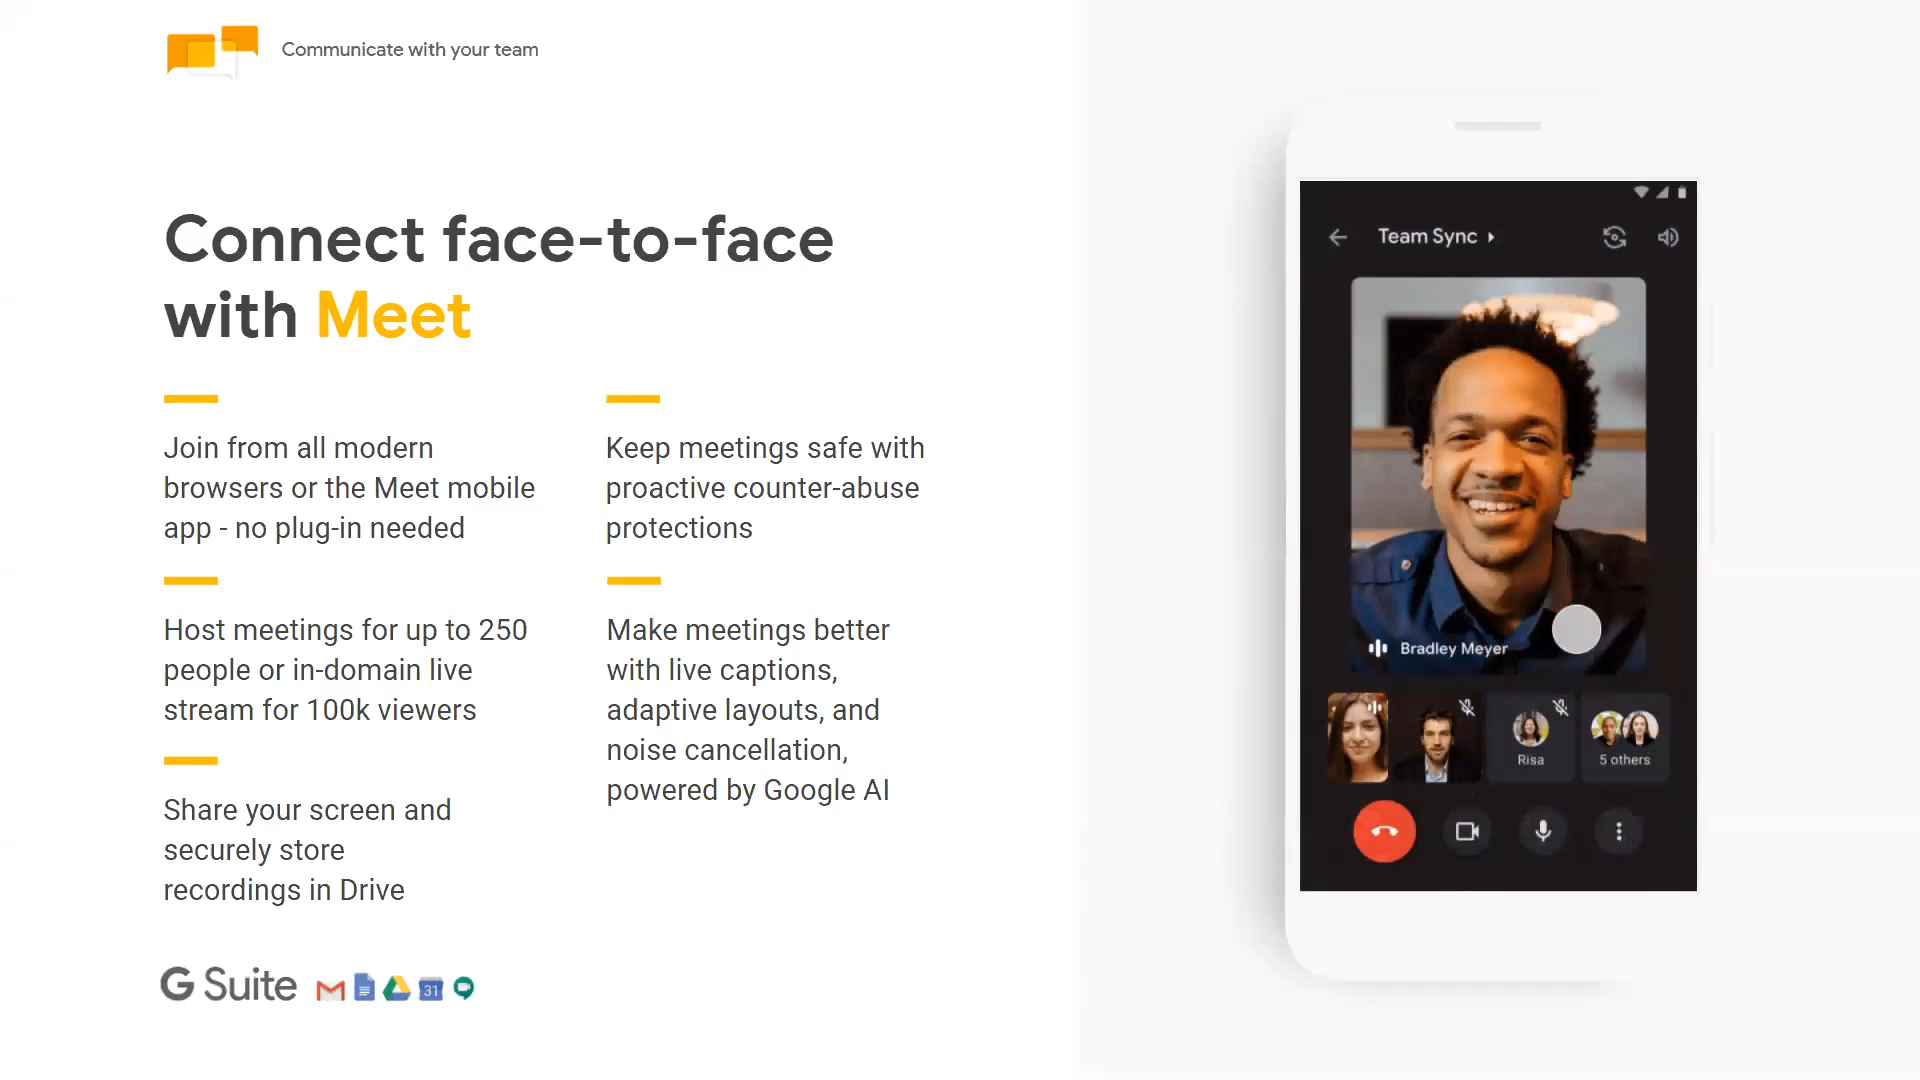 Communicate with your team
Connect face-to-face
with Meet
Join from all modern
browsers or the Meet mobile
app - no plug-in needed
Host meetings for up to 250
people or in-domain live
stream for 100k viewers
Share your screen and
securely store
recordings in Drive
Keep meetings safe with
proactive counter-abuse
protections
Make meetings better
with live captions,
adaptive layouts, and
noise cancellation,
powered by Google AI
G Suite
31
Team Sync
Bradley Meyer
Risa
5 others